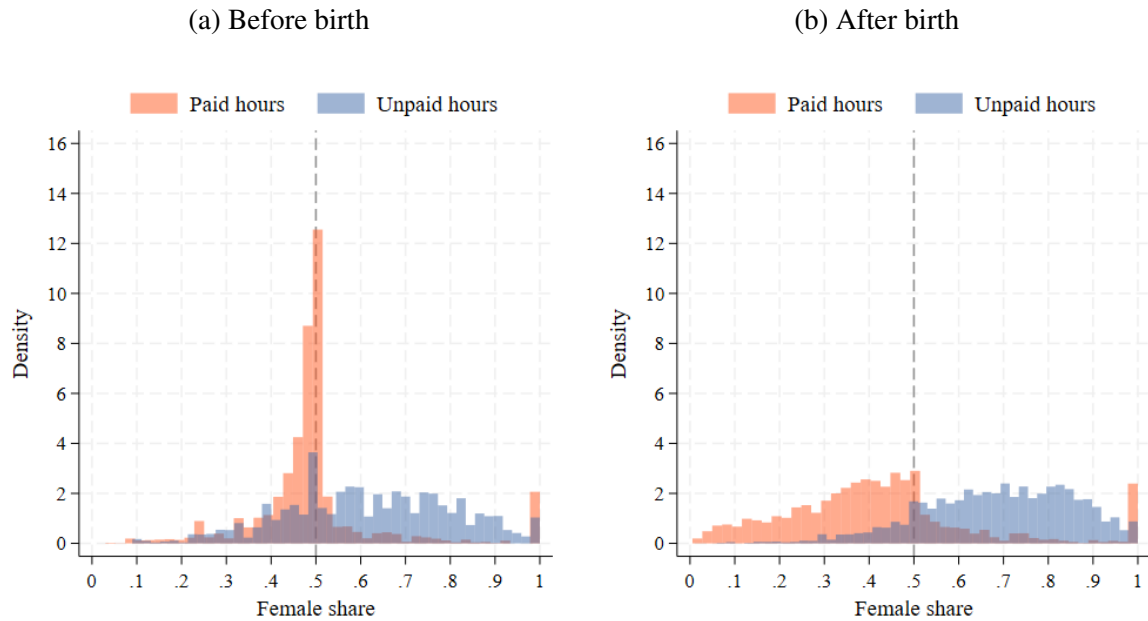 (a) Before birth
Paid hours Unpaid hours
16
14
12
10
8
6
4
2
0
Density
0 .1 .2 .3 .4 .5 .6 .7 .8 .9 1
Female share
(b) After birth
Paid hours Unpaid hours
16
14
12
10
8
6
4
2
0
Density
0 .1 .2 .3 .4 .5 .6 .7 .8 .9 1
Female share